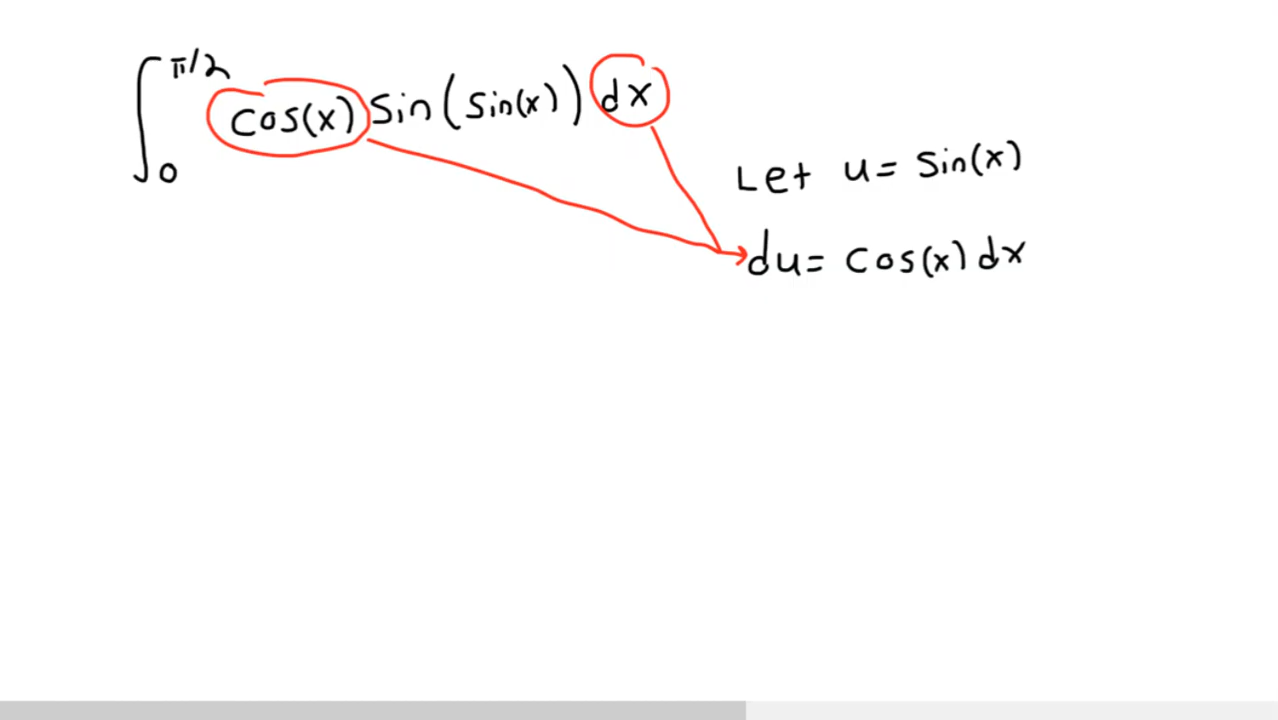 ∫₀^π/2 cos(x) sin(sin(x)) dx
Let u = sin(x)
du = cos(x) dx